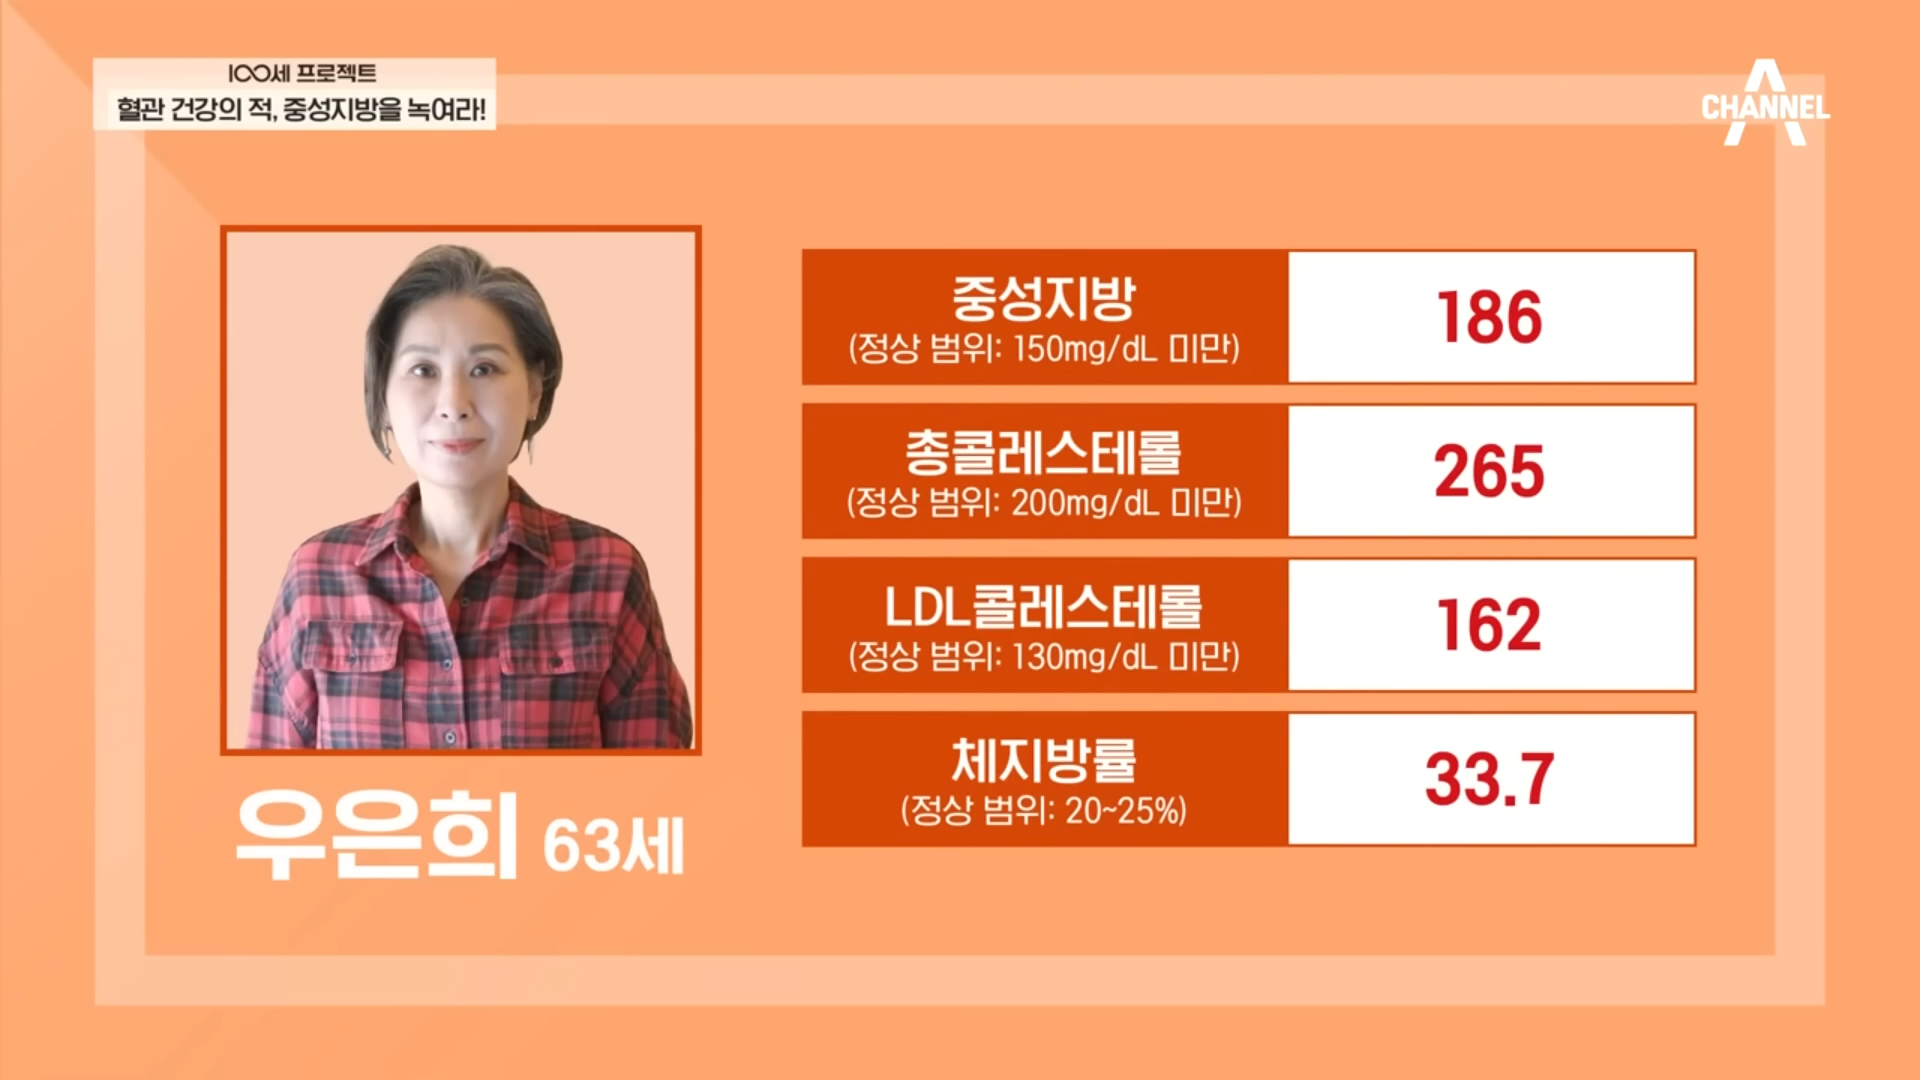 100세 프로젝트
혈관 건강의 적, 중성지방을 녹여라!
CHANNEL A
중성지방
(정상 범위: 150mg/dL 미만)
186
총콜레스테롤
(정상 범위: 200mg/dL 미만)
265
LDL콜레스테롤
(정상 범위: 130mg/dL 미만)
162
체지방률
(정상 범위: 20~25%)
33.7
우은희 63세